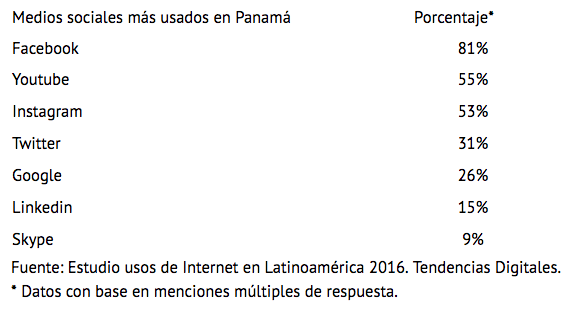 Medios sociales más usados en Panamá Porcentaje*
Facebook 81%
Youtube 55%
Instagram 53%
Twitter 31%
Google 26%
Linkedin 15%
Skype 9%
Fuente: Estudio usos de Internet en Latinoamérica 2016. Tendencias Digitales.
* Datos con base en menciones múltiples de respuesta.